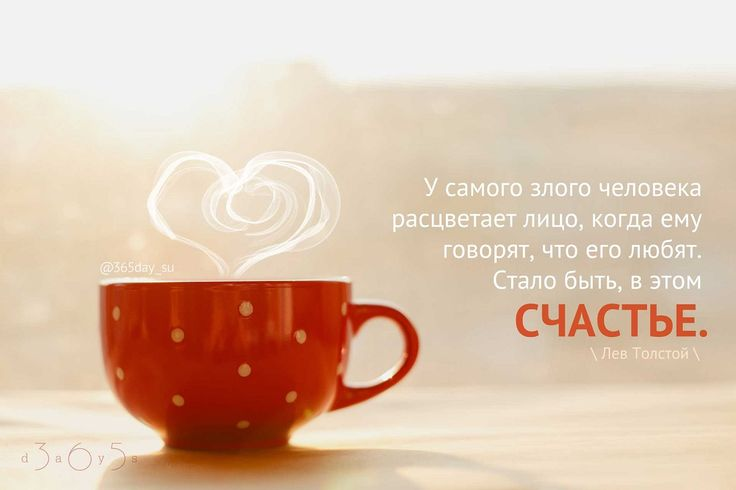 У самого злого человека
расцветает лицо, когда ему
говорят, что его любят.
Стало быть, в этом
СЧАСТЬЕ.
\ Лев Толстой \
@365day_su
d3a6y5s